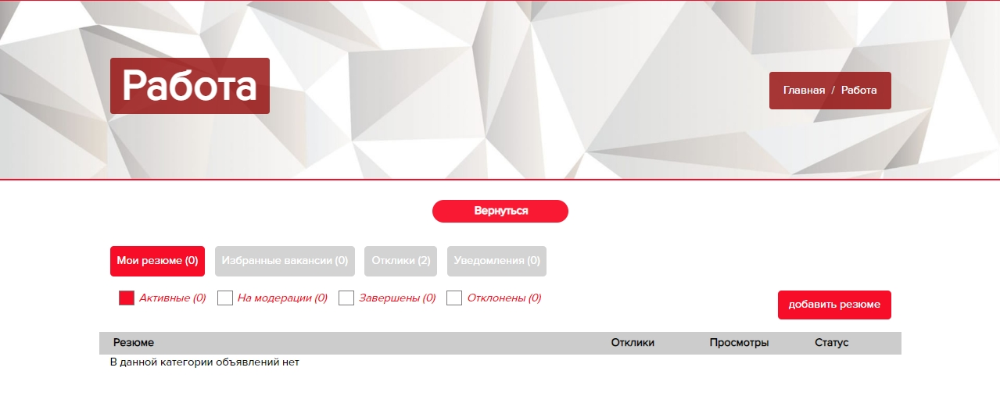 Работа
Главная / Работа
Вернуться
Мои резюме (0) Избранные вакансии (0) Отклики (2) Уведомления (0)
Активные (0) На модерации (0) Завершены (0) Отклонены (0)
добавить резюме
Резюме Отклики Просмотры Статус
В данной категории объявлений нет